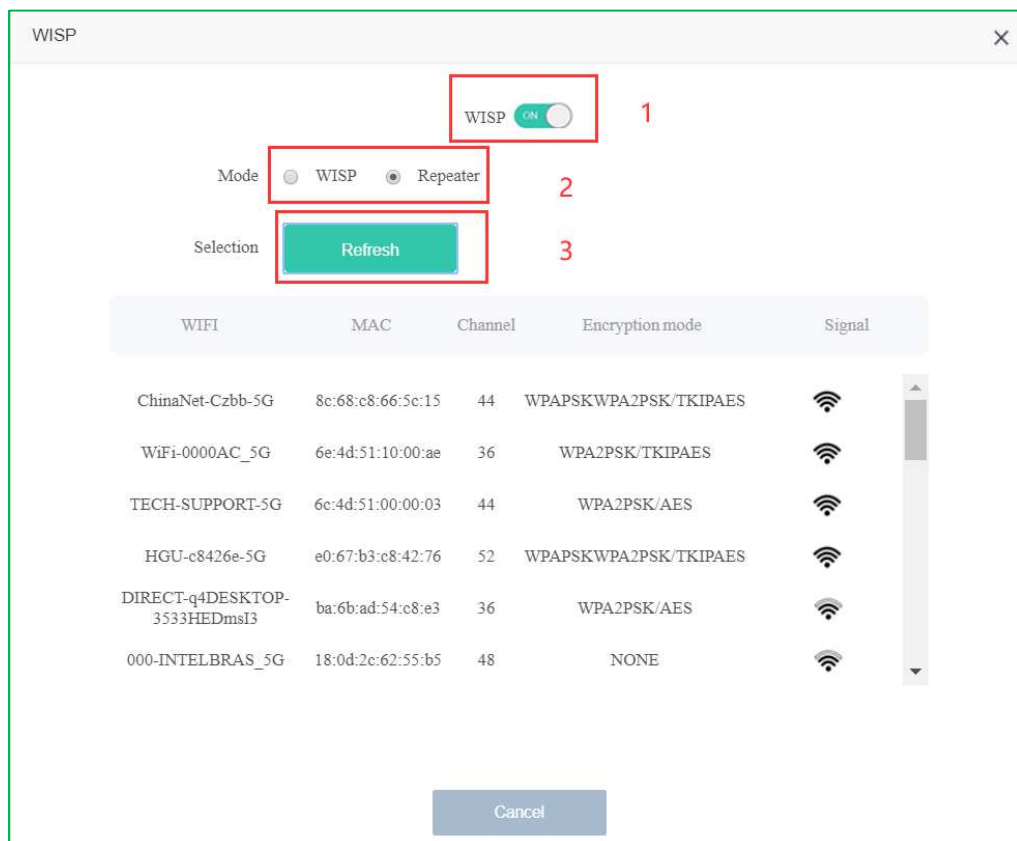 WISP
WISP ON 1
Mode WISP Repeater 2
Selection Refresh 3
WIFI MAC Channel Encryption mode Signal
ChinaNet-Czbb-5G 8c:68:c8:66:5c:15 44 WPAPSKWPA2PSK/TKIPAES
WiFi-0000AC_5G 6e:4d:51:10:00:ae 36 WPA2PSK/TKIPAES
TECH-SUPPORT-5G 6c:4d:51:00:00:03 44 WPA2PSK/AES
HGU-c8426e-5G e0:67:b3:c8:42:76 52 WPAPSKWPA2PSK/TKIPAES
DIRECT-q4DESKTOP-
3533HEDmsI3 ba:6b:ad:54:c8:e3 36 WPA2PSK/AES
000-INTELBRAS_5G 18:0d:2c:62:55:b5 48 NONE
Cancel